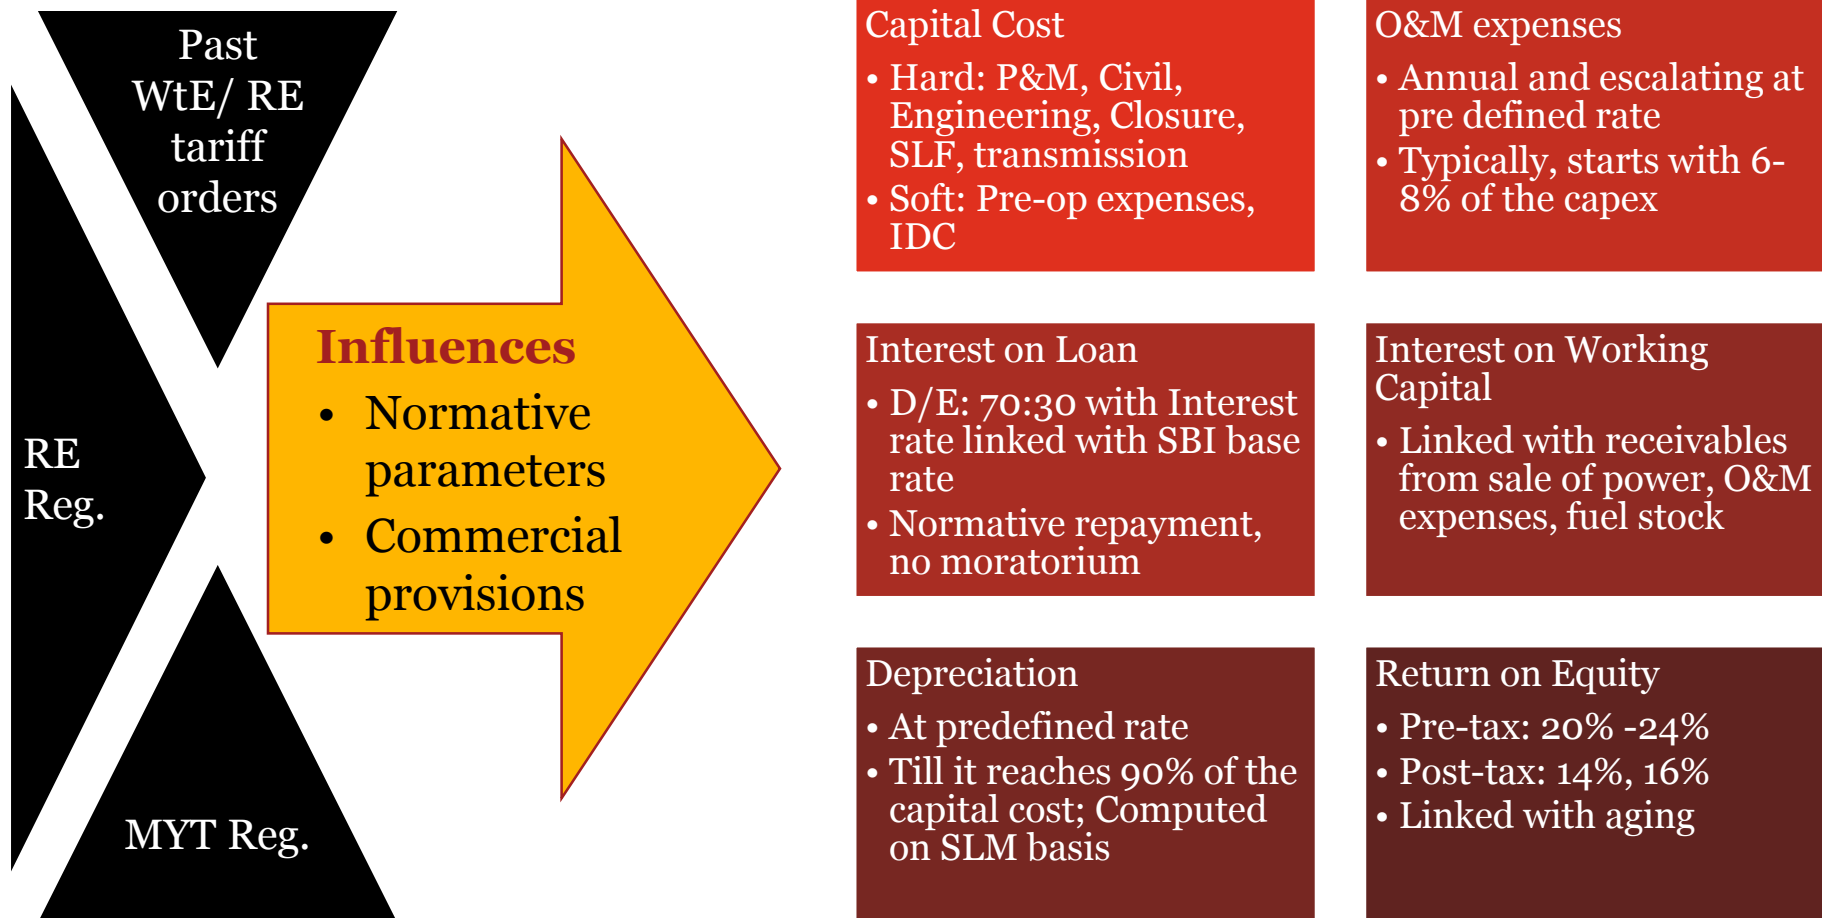 Past
WtE/ RE
tariff
orders
RE
Reg.
MYT Reg.
Influences
• Normative
parameters
• Commercial
provisions
Capital Cost
• Hard: P&M, Civil,
Engineering, Closure,
SLF, transmission
• Soft: Pre-op expenses,
IDC
O&M expenses
• Annual and escalating at
pre defined rate
• Typically, starts with 6-
8% of the capex
Interest on Loan
• D/E: 70:30 with Interest
rate linked with SBI base
rate
• Normative repayment,
no moratorium
Interest on Working
Capital
• Linked with receivables
from sale of power, O&M
expenses, fuel stock
Depreciation
• At predefined rate
• Till it reaches 90% of the
capital cost; Computed
on SLM basis
Return on Equity
• Pre-tax: 20% -24%
• Post-tax: 14%, 16%
• Linked with aging